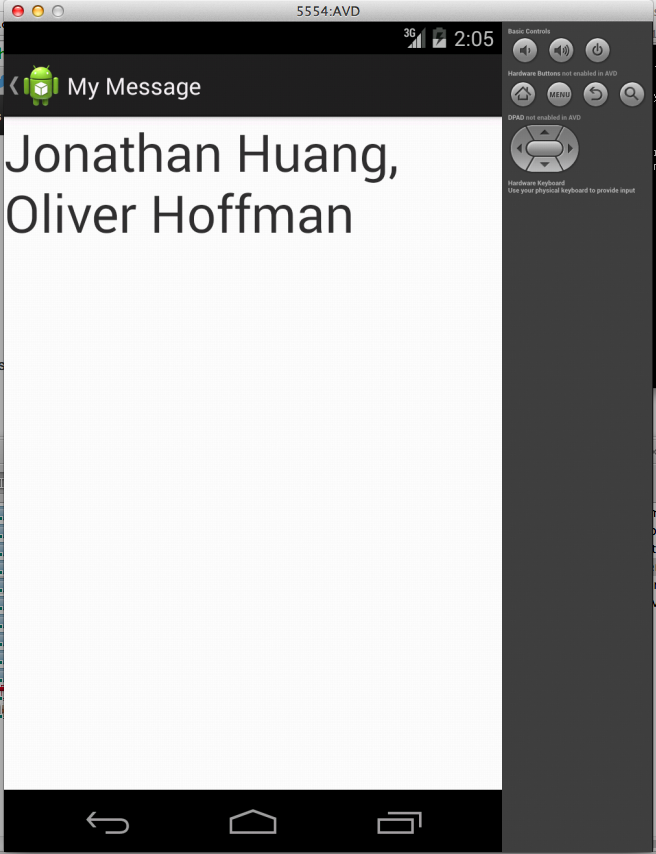 5554:AVD
3G 2:05
My Message
Jonathan Huang,
Oliver Hoffman
Basic Controls
Hardware Buttons not enabled in AVD
MENU
DPAD not enabled in AVD
Hardware Keyboard
Use your physical keyboard to provide input